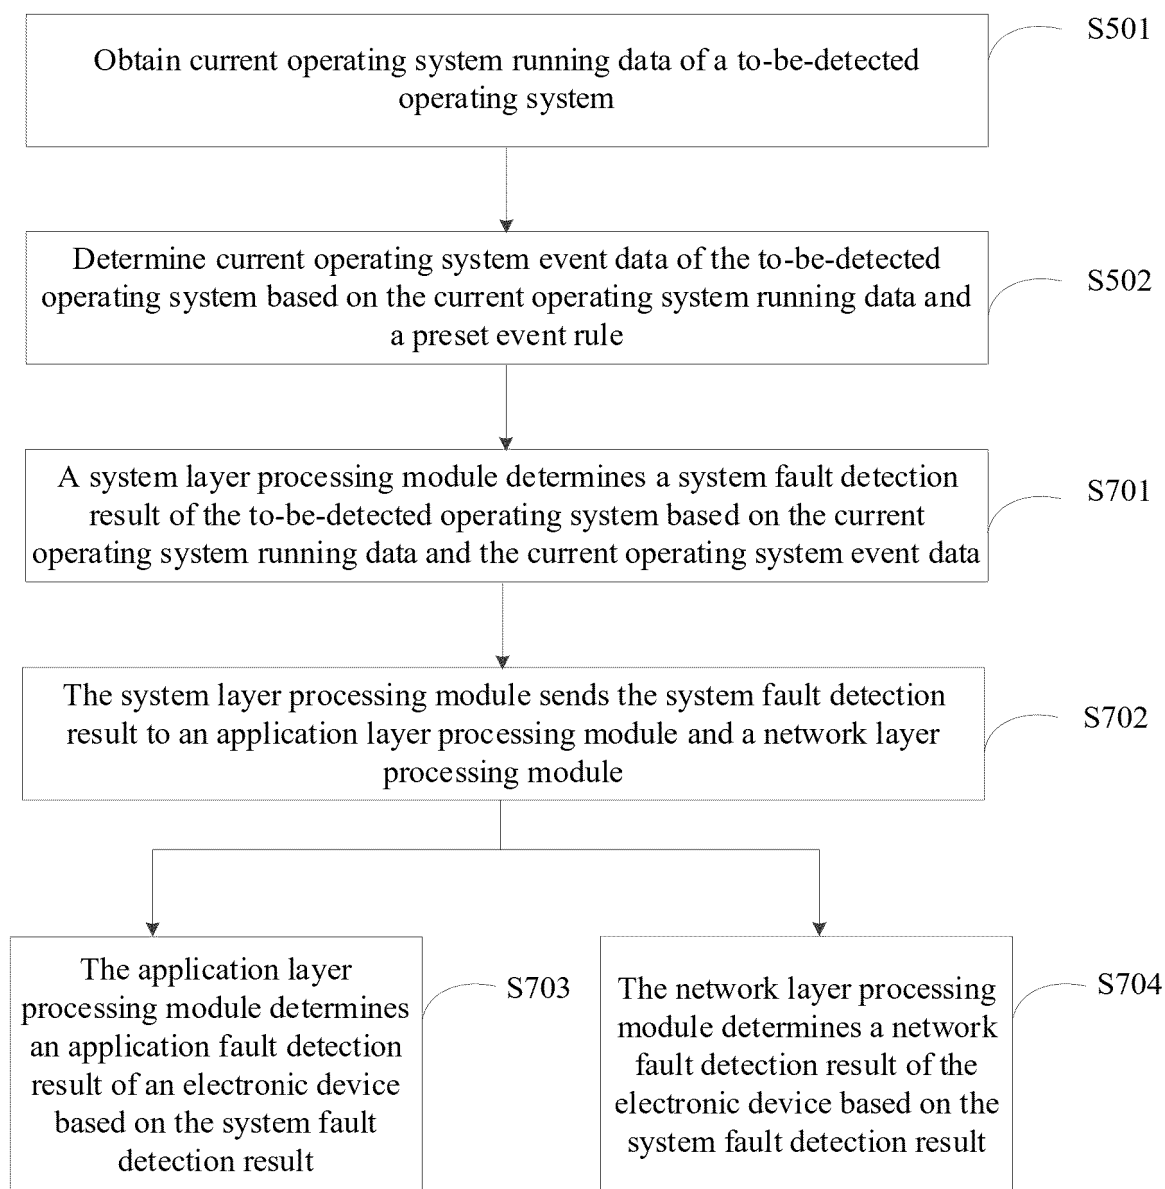 Obtain current operating system running data of a to-be-detected
operating system
S501
Determine current operating system event data of the to-be-detected
operating system based on the current operating system running data and
a preset event rule
S502
A system layer processing module determines a system fault detection
result of the to-be-detected operating system based on the current
operating system running data and the current operating system event data
S701
The system layer processing module sends the system fault detection
result to an application layer processing module and a network layer
processing module
S702
The application layer
processing module determines
an application fault detection
result of an electronic device
based on the system fault
detection result
S703
The network layer processing
module determines a network
fault detection result of the
electronic device based on the
system fault detection result
S704